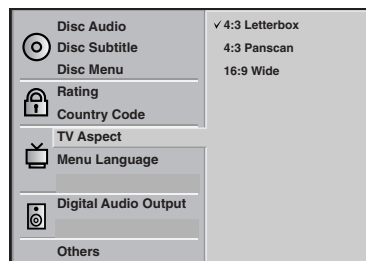 Disc Audio
Disc Subtitle
Disc Menu
Rating
Country Code
TV Aspect
Menu Language
Digital Audio Output
Others
✓ 4:3 Letterbox
4:3 Panscan
16:9 Wide